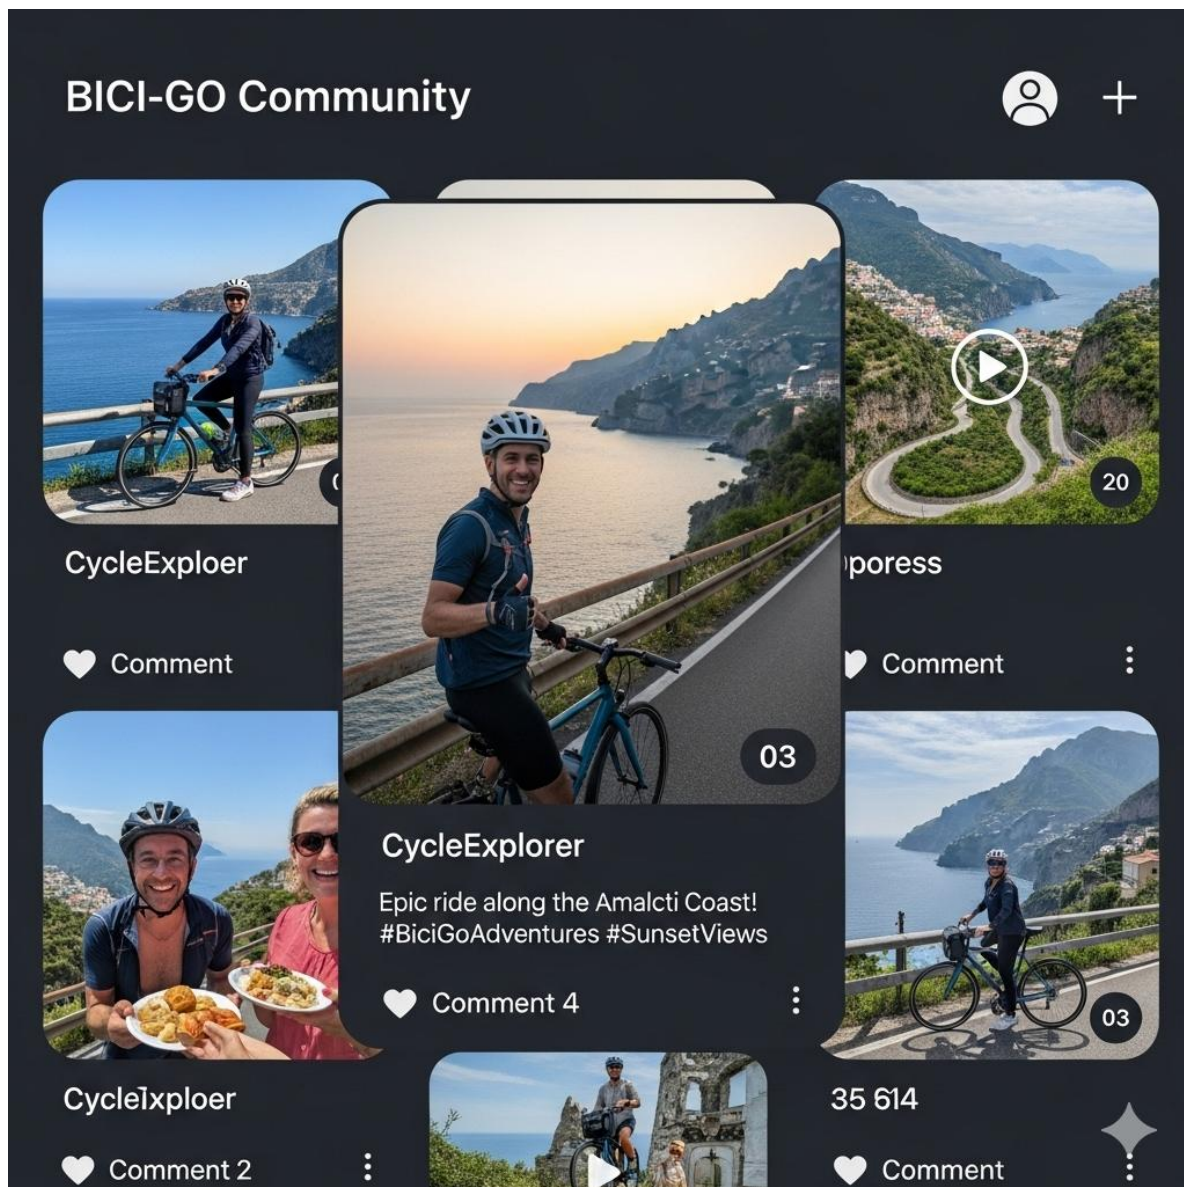 BICI-GO Community
20
CycleExploer
poress
Comment
Comment
03
CycleExplorer
Epic ride along the Amalcti Coast!
#BiciGoAdventures #SunsetViews
Comment 4
03
Cycle1xploer
35 614
Comment 2
Comment